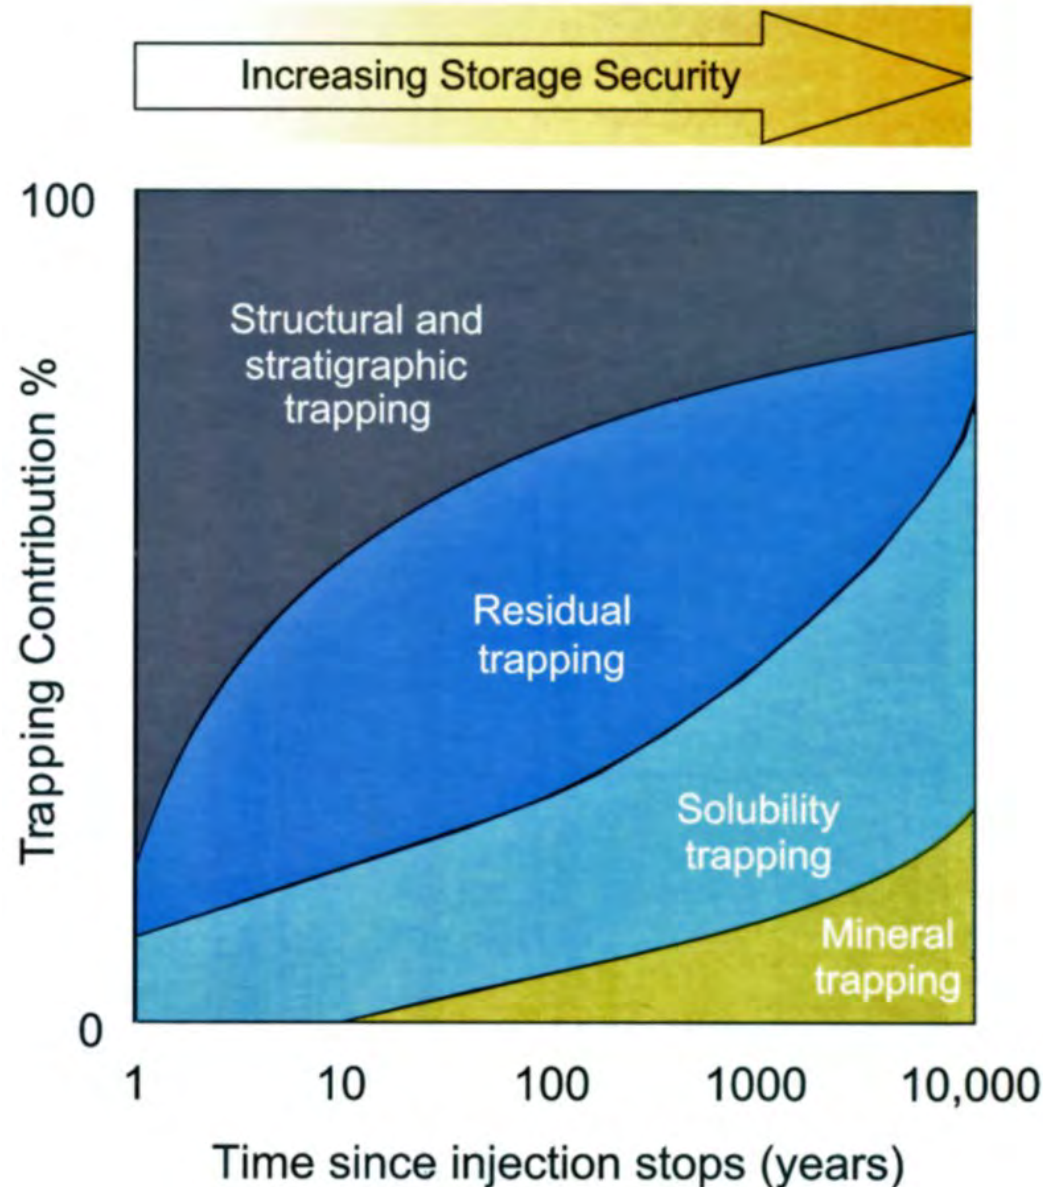 Increasing Storage Security
100
Structural and
stratigraphic
trapping
Trapping Contribution %
Residual
trapping
Solubility
trapping
Mineral
trapping
0
1 10 100 1000 10,000
Time since injection stops (years)